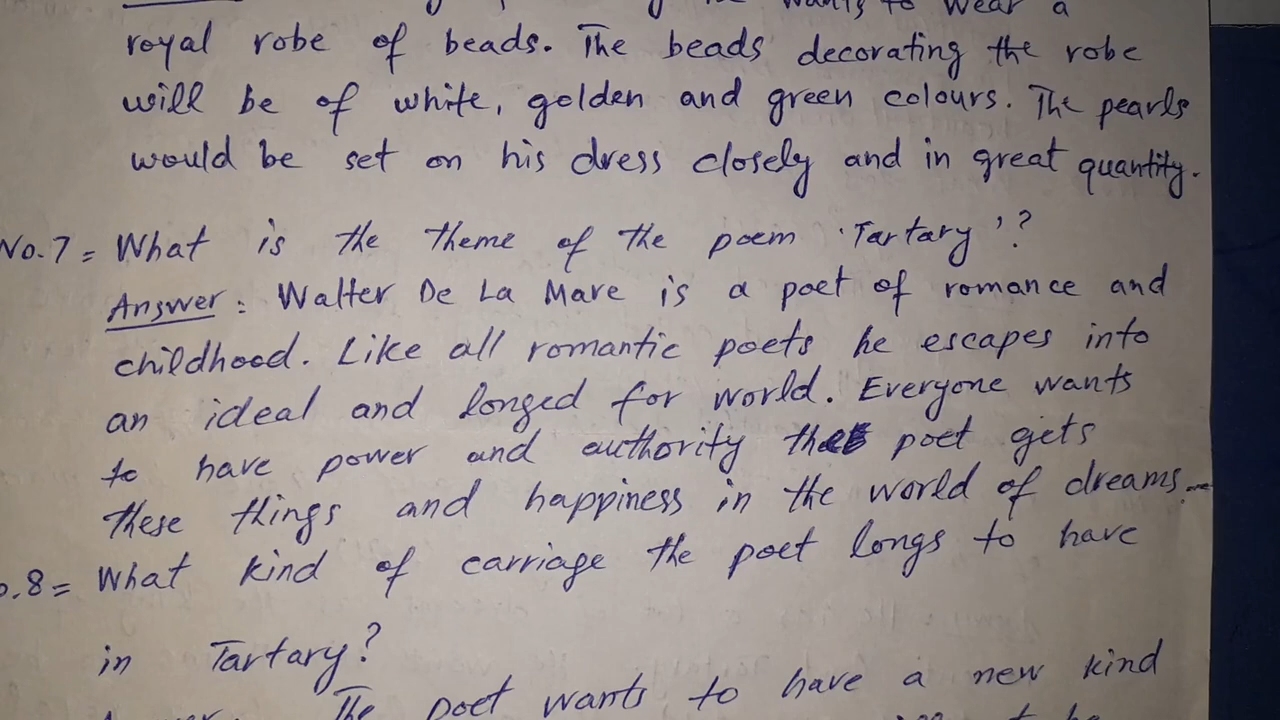 wants to wear a
royal robe of beads. The beads decorating the robe
will be of white, golden and green colours. The pearls
would be set on his dress closely and in great quantity.
No.7 = What is the theme of the poem 'Tartary'?
Answer: Walter De La Mare is a poet of romance and
childhood. Like all romantic poets he escapes into
an ideal and longed for world. Everyone wants
to have power and authority the poet gets
these things and happiness in the world of dreams.
.8= What kind of carriage the poet longs to have
in Tartary?
The poet wants to have a new kind